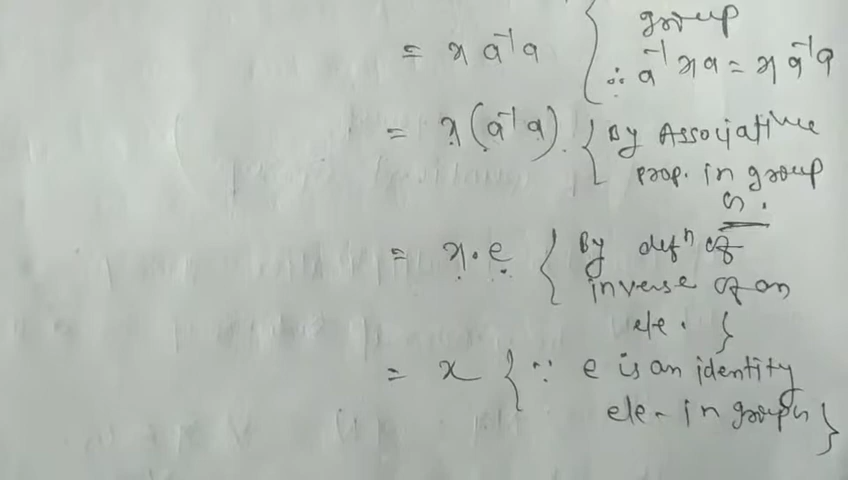 = x a⁻¹a { group
∴ a⁻¹xa = x a⁻¹a
= x(a⁻¹a). { By Associative
prop. in group
G.
= x·e { By defⁿ of
inverse of an
ele. }
= x { ∵ e is an identity
ele. in group G }